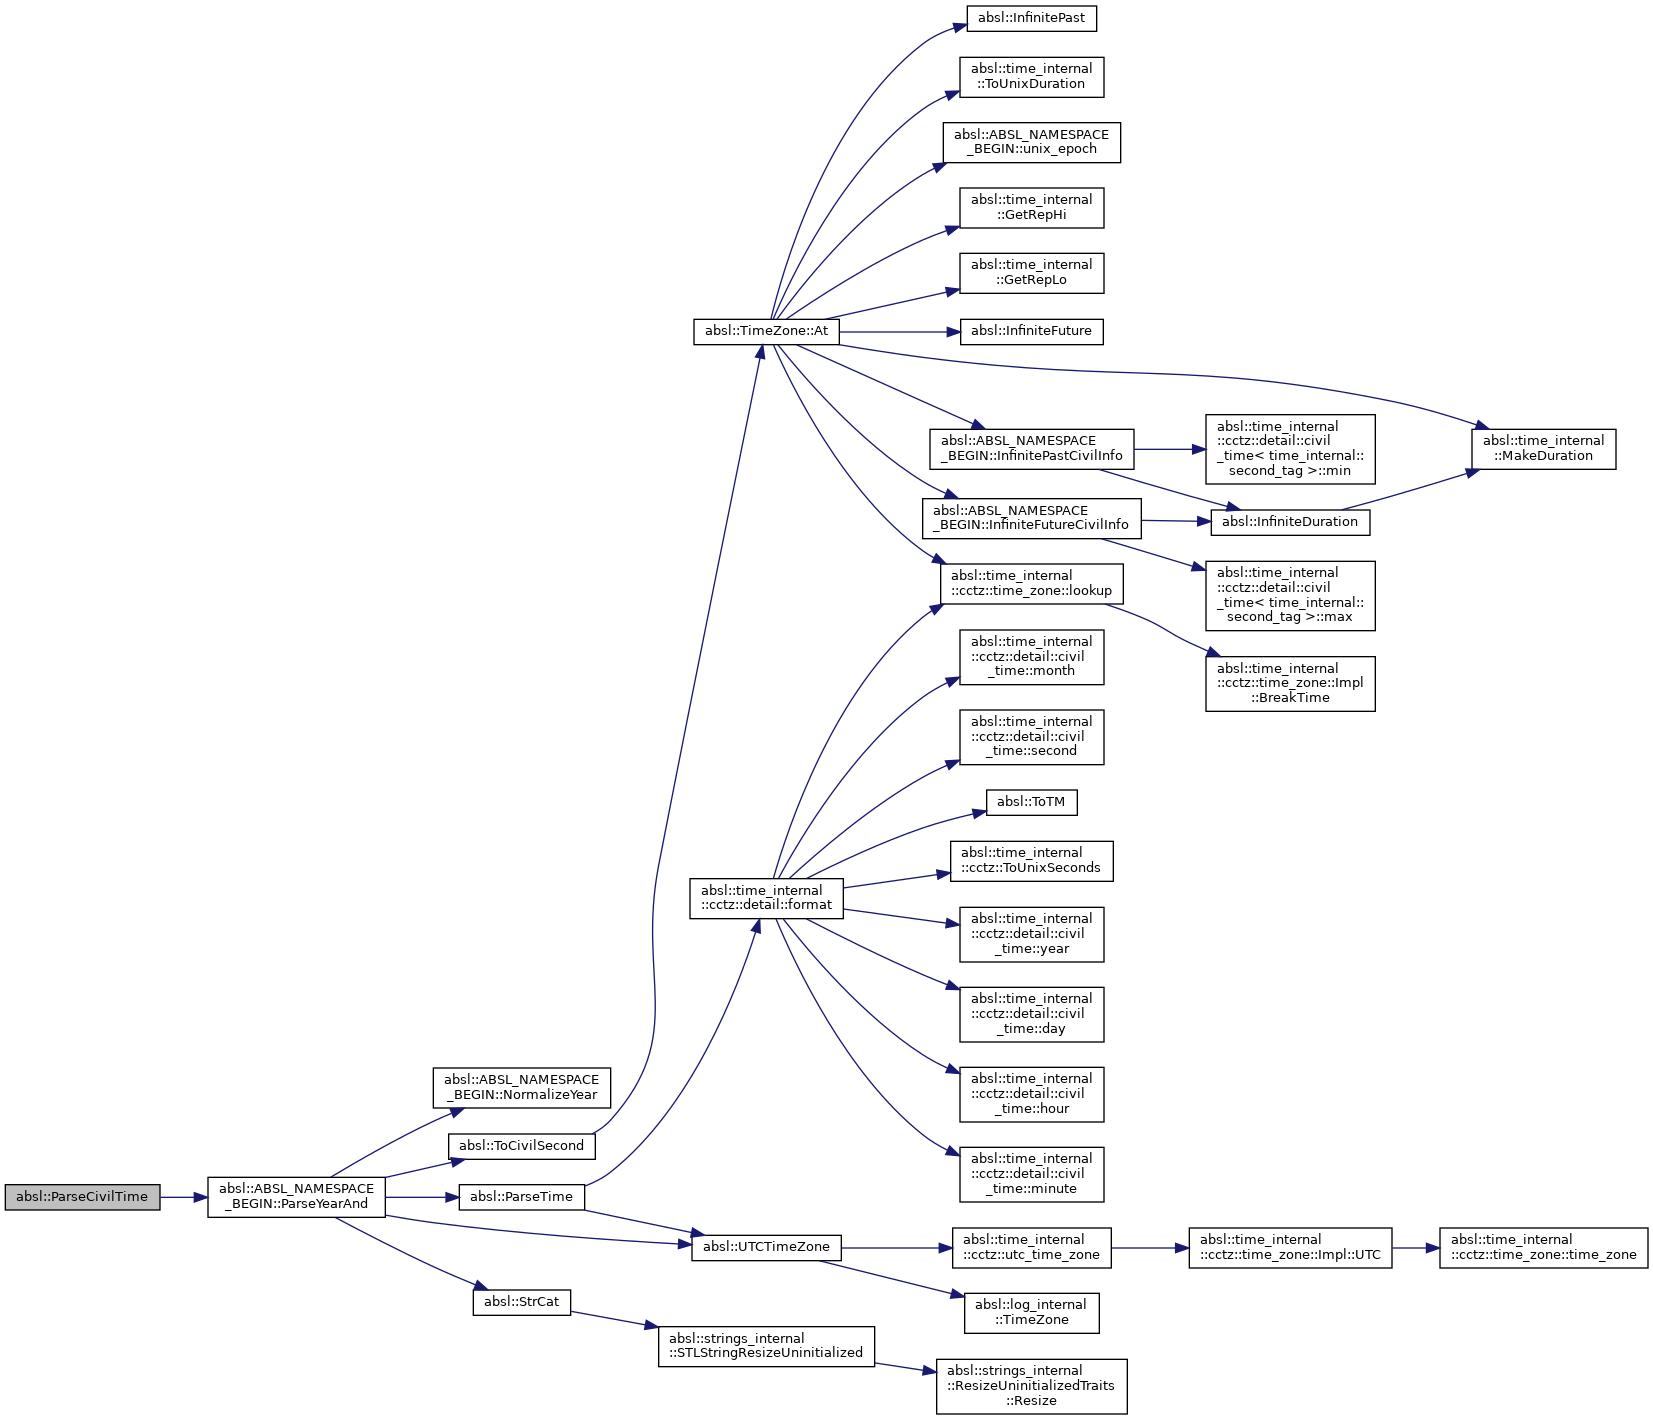 absl::InfinitePast
absl::time_internal
::ToUnixDuration
absl::ABSL_NAMESPACE
_BEGIN::unix_epoch
absl::time_internal
::GetRepHi
absl::time_internal
::GetRepLo
absl::TimeZone::At
absl::InfiniteFuture
absl::ABSL_NAMESPACE
_BEGIN::InfinitePastCivilInfo
absl::time_internal
::cctz::detail::civil
_time< time_internal::
second_tag >::min
absl::time_internal
::MakeDuration
absl::ABSL_NAMESPACE
_BEGIN::InfiniteFutureCivilInfo
absl::InfiniteDuration
absl::time_internal
::cctz::time_zone::lookup
absl::time_internal
::cctz::detail::civil
_time< time_internal::
second_tag >::max
absl::time_internal
::cctz::detail::civil
_time::month
absl::time_internal
::cctz::time_zone::Impl
::BreakTime
absl::time_internal
::cctz::detail::civil
_time::second
absl::ToTM
absl::time_internal
::cctz::ToUnixSeconds
absl::time_internal
::cctz::detail::format
absl::time_internal
::cctz::detail::civil
_time::year
absl::time_internal
::cctz::detail::civil
_time::day
absl::time_internal
::cctz::detail::civil
_time::hour
absl::ABSL_NAMESPACE
_BEGIN::NormalizeYear
absl::ToCivilSecond
absl::time_internal
::cctz::detail::civil
_time::minute
absl::ParseCivilTime
absl::ABSL_NAMESPACE
_BEGIN::ParseYearAnd
absl::ParseTime
absl::UTCTimeZone
absl::time_internal
::cctz::utc_time_zone
absl::time_internal
::cctz::time_zone::Impl::UTC
absl::time_internal
::cctz::time_zone::time_zone
absl::StrCat
absl::log_internal
::TimeZone
absl::strings_internal
::STLStringResizeUninitialized
absl::strings_internal
::ResizeUninitializedTraits
::Resize